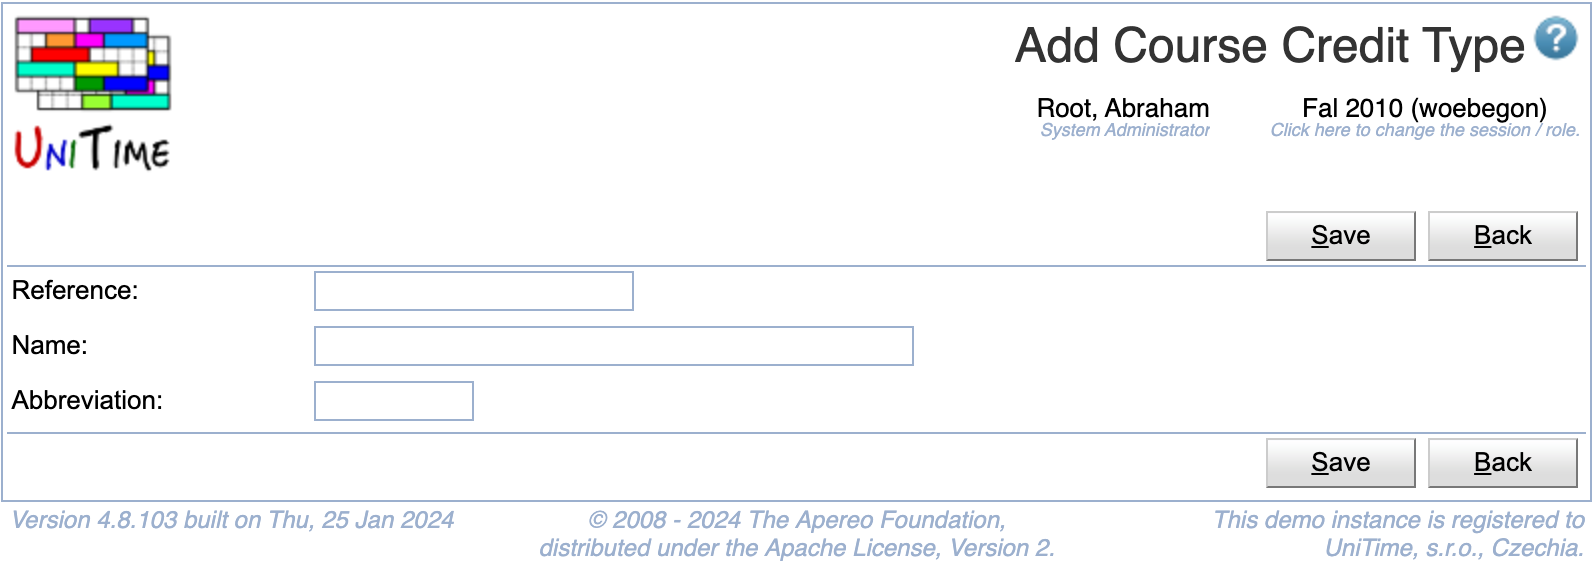 Add Course Credit Type ?
UNITIME
Root, Abraham
System Administrator
Fal 2010 (woebegon)
Click here to change the session / role.
Save
Back
Reference:
Name:
Abbreviation:
Save
Back
Version 4.8.103 built on Thu, 25 Jan 2024
© 2008 - 2024 The Apereo Foundation,
distributed under the Apache License, Version 2.
This demo instance is registered to
UniTime, s.r.o., Czechia.